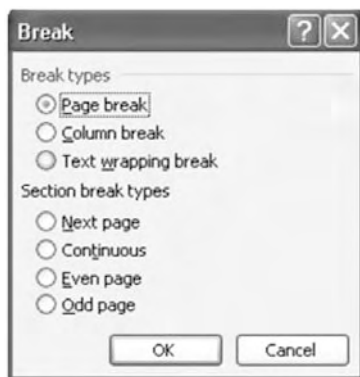 Break
Break types
Page break
Column break
Text wrapping break
Section break types
Next page
Continuous
Even page
Odd page
OK Cancel